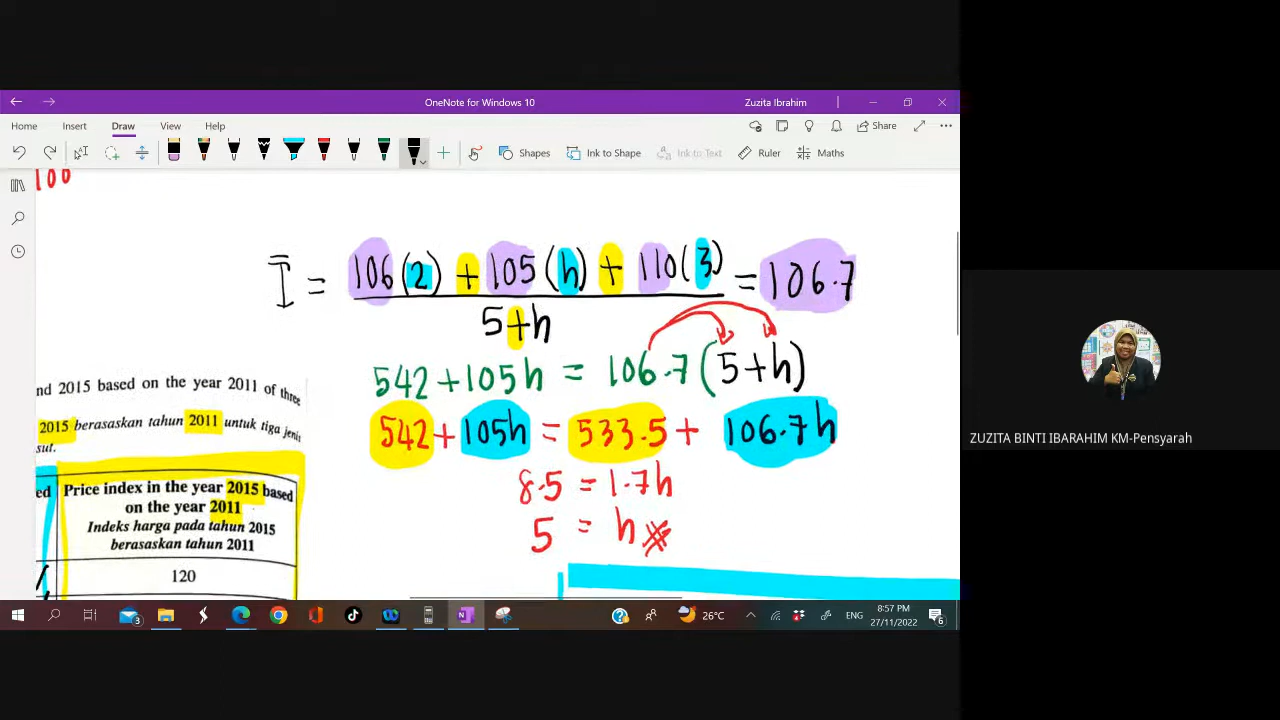 OneNote for Windows 10
Zuzita Ibrahim
Home Insert Draw View Help
Share
Shapes Ink to Shape Ink to Text Ruler Maths
100
Ī = 106(2) + 105(h) + 110(3) / 5+h = 106.7
542+105h = 106.7(5+h)
542+105h = 533.5+ 106.7h
8.5 = 1.7h
5 = h
nd 2015 based on the year 2011 of three
2015 berasaskan tahun 2011 untuk tiga jenis
sut.
ed
Price index in the year 2015 based
on the year 2011
Indeks harga pada tahun 2015
berasaskan tahun 2011
120
ZUZITA BINTI IBARAHIM KM-Pensyarah
3
26°C
ENG
8:57 PM
27/11/2022
6